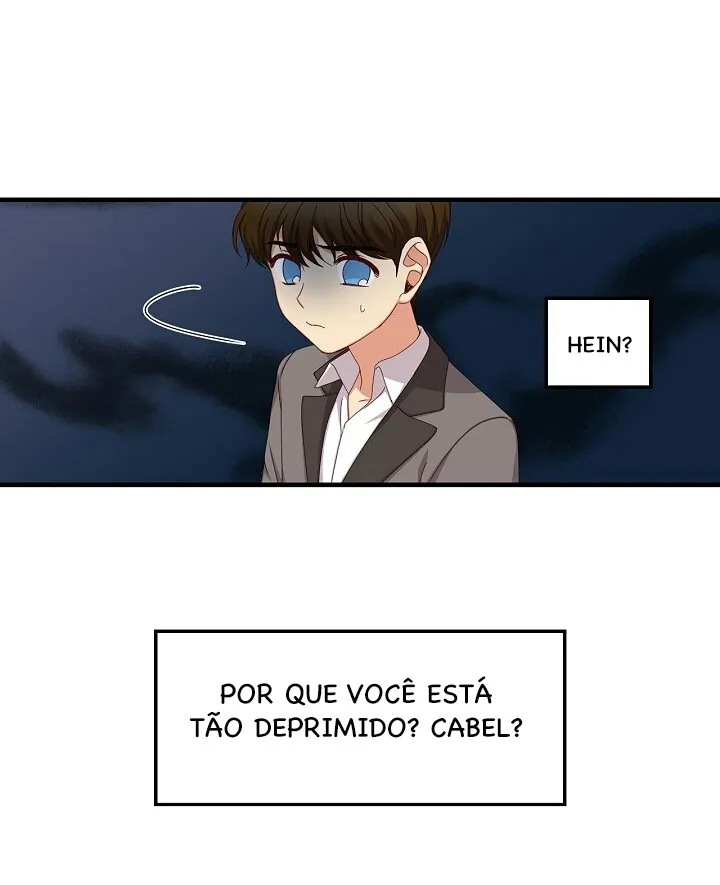 HEIN?
POR QUE VOCÊ ESTÁ
TÃO DEPRIMIDO? CABEL?